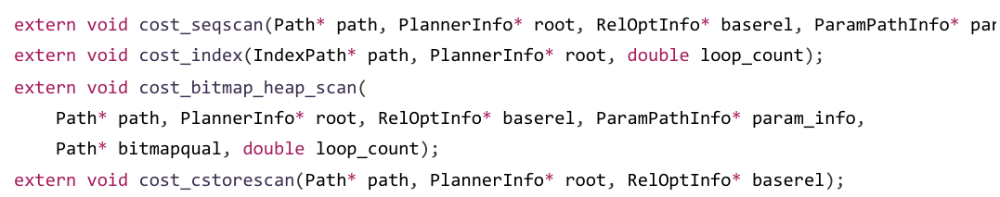 extern void cost_seqscan(Path* path, PlannerInfo* root, RelOptInfo* baserel, ParamPathInfo*
extern void cost_index(IndexPath* path, PlannerInfo* root, double loop_count);
extern void cost_bitmap_heap_scan(
    Path* path, PlannerInfo* root, RelOptInfo* baserel, ParamPathInfo* param_info,
    Path* bitmapqual, double loop_count);
extern void cost_cstorescan(Path* path, PlannerInfo* root, RelOptInfo* baserel);